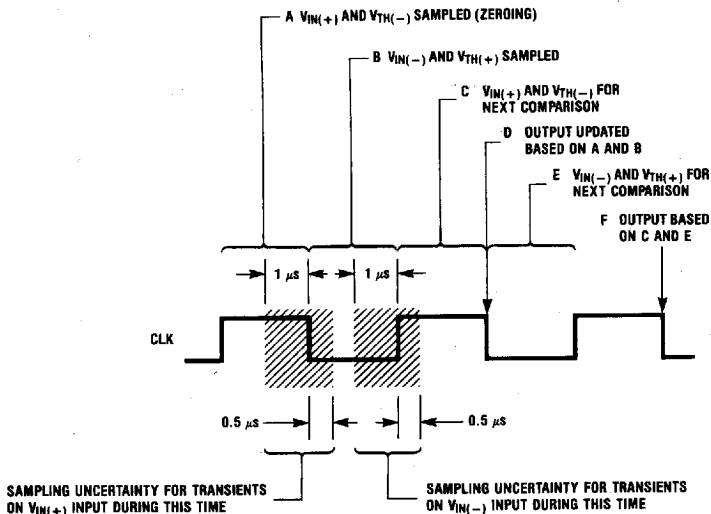 A VIN(+) AND VTH(−) SAMPLED (ZEROING)
B VIN(−) AND VTH(+) SAMPLED
C VIN(+) AND VTH(−) FOR
NEXT COMPARISON
D OUTPUT UPDATED
BASED ON A AND B
E VIN(−) AND VTH(+) FOR
NEXT COMPARISON
F OUTPUT BASED
ON C AND E
1 μs
1 μs
CLK
0.5 μs
0.5 μs
SAMPLING UNCERTAINTY FOR TRANSIENTS
ON VIN(+) INPUT DURING THIS TIME
SAMPLING UNCERTAINTY FOR TRANSIENTS
ON VIN(−) INPUT DURING THIS TIME